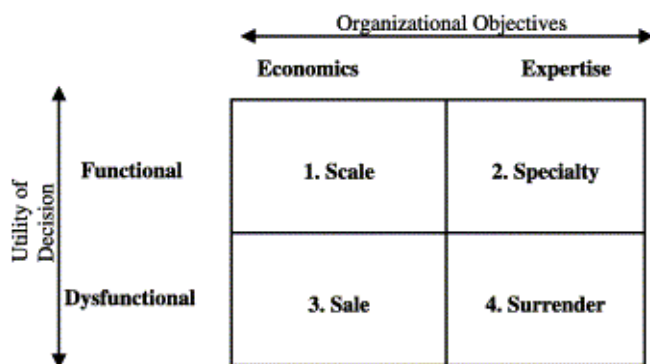 Organizational Objectives
Economics Expertise
Utility of
Decision
Functional 1. Scale 2. Specialty
Dysfunctional 3. Sale 4. Surrender